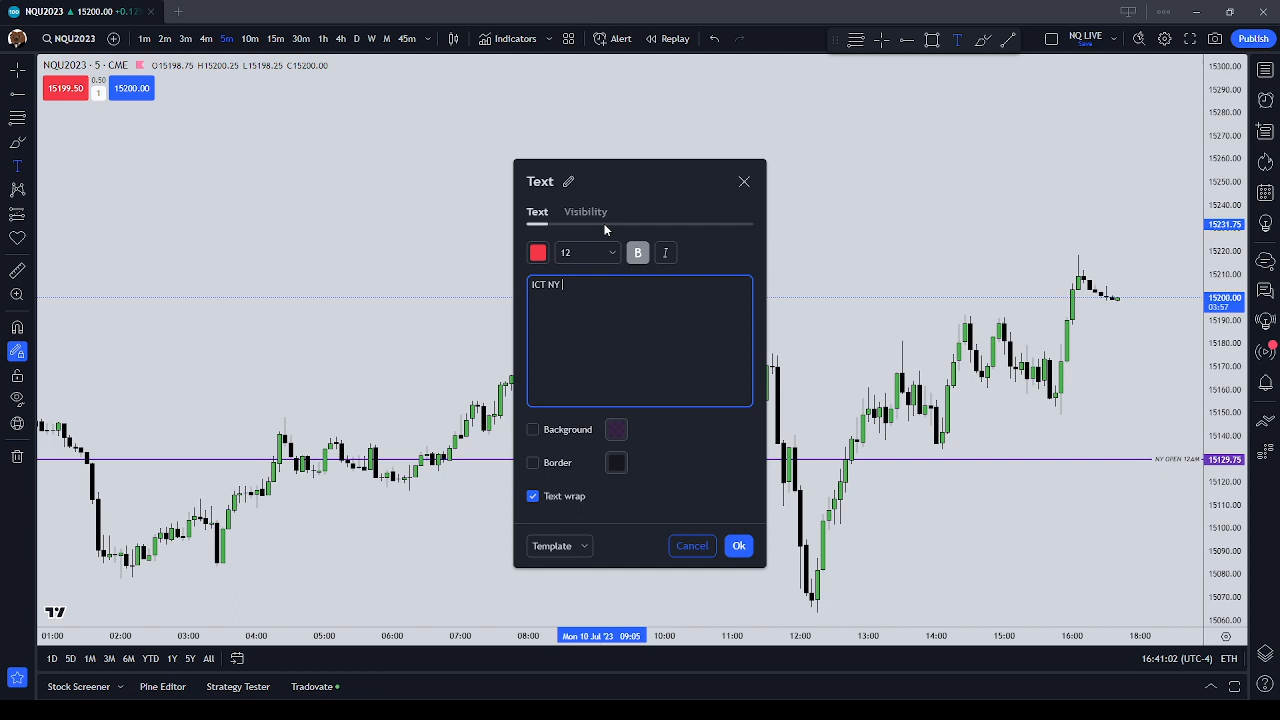 NQU2023 ▲ 15200.00 +0.12
NQU2023 1m 2m 3m 4m 5m 10m 15m 30m 1h 4h D W M 45m Indicators Alert Replay NQ LIVE Save Publish
NQU2023 · 5 · CME O15198.75 H15200.25 L15198.25 C15200.00
15199.50 0.50 1 15200.00
15300.00
15290.00
15280.00
15270.00
15260.00
15250.00
15240.00
15231.75
15220.00
15210.00
15200.00
03:57
15190.00
15180.00
15170.00
15160.00
15150.00
15140.00
NY OPEN 12AM 15129.75
15120.00
15110.00
15100.00
15090.00
15080.00
15070.00
15060.00
Text
Text Visibility
12 B I
ICT NY
Background
Border
Text wrap
Template Cancel Ok
01:00 02:00 03:00 04:00 05:00 06:00 07:00 08:00 Mon 10 Jul '23 09:05 10:00 11:00 12:00 13:00 14:00 15:00 16:00 18:00
1D 5D 1M 3M 6M YTD 1Y 5Y All 16:41:02 (UTC-4) ETH
Stock Screener Pine Editor Strategy Tester Tradovate